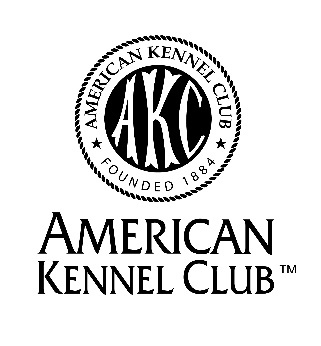 AMERICAN KENNEL CLUB
AKC
★ FOUNDED 1884 ★
AMERICAN
KENNEL CLUB™